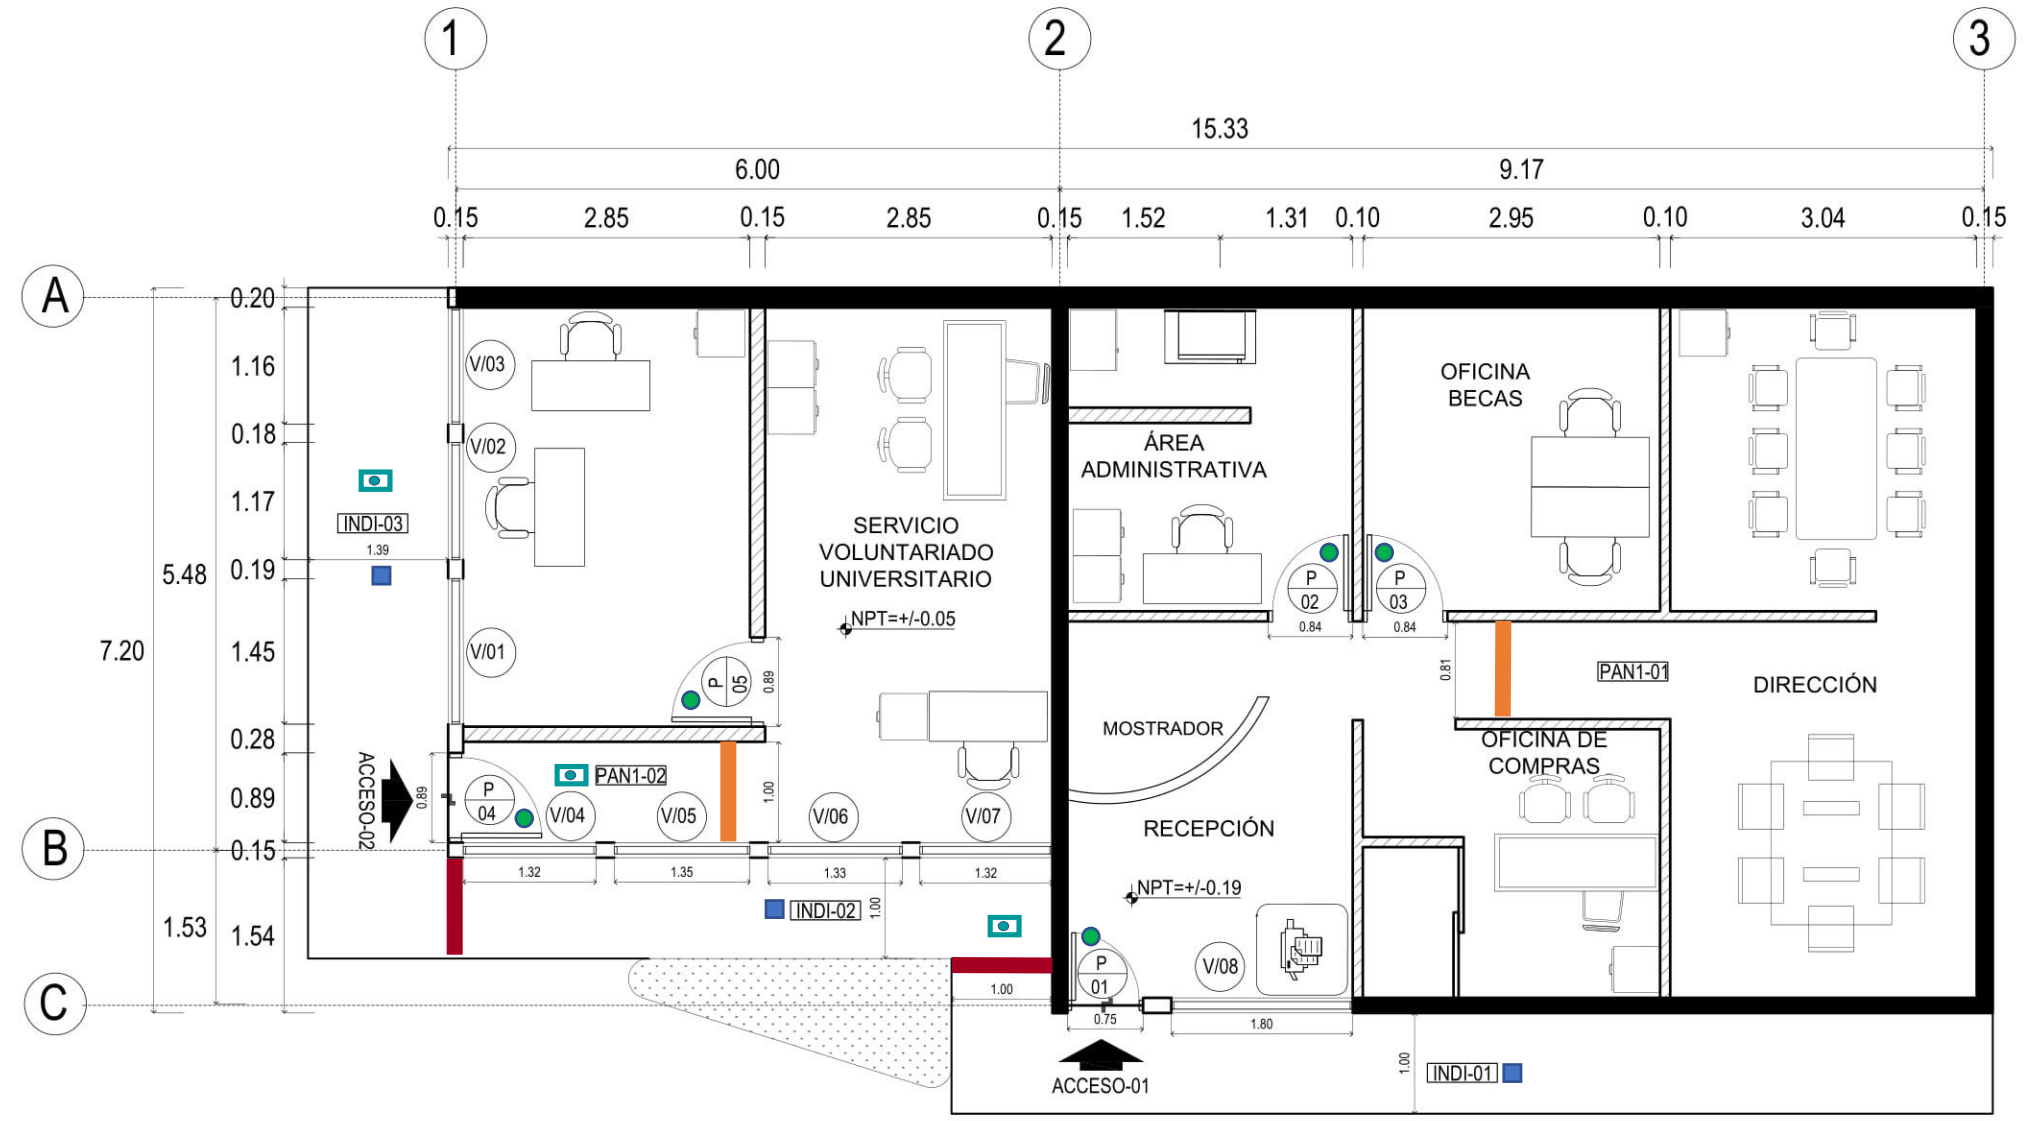 1
2
3
15.33
6.00
9.17
0.15
2.85
0.15
2.85
0.15
1.52
1.31
0.10
2.95
0.10
3.04
0.15
A
0.20
1.16
0.18
1.17
5.48
0.19
7.20
1.45
0.28
0.89
B
0.15
1.53
1.54
C
V/03
V/02
INDI-03
1.39
V/01
ACCESO-02
0.89
P
04
V/04
PAN1-02
V/05
V/06
V/07
P
05
0.89
1.00
1.32
1.35
1.33
1.32
INDI-02
1.00
1.00
SERVICIO
VOLUNTARIADO
UNIVERSITARIO
NPT=+/-0.05
ÁREA
ADMINISTRATIVA
P
02
0.84
P
03
0.84
OFICINA
BECAS
0.81
PAN1-01
DIRECCIÓN
MOSTRADOR
RECEPCIÓN
NPT=+/-0.19
OFICINA DE
COMPRAS
P
01
V/08
0.75
1.80
ACCESO-01
1.00
INDI-01